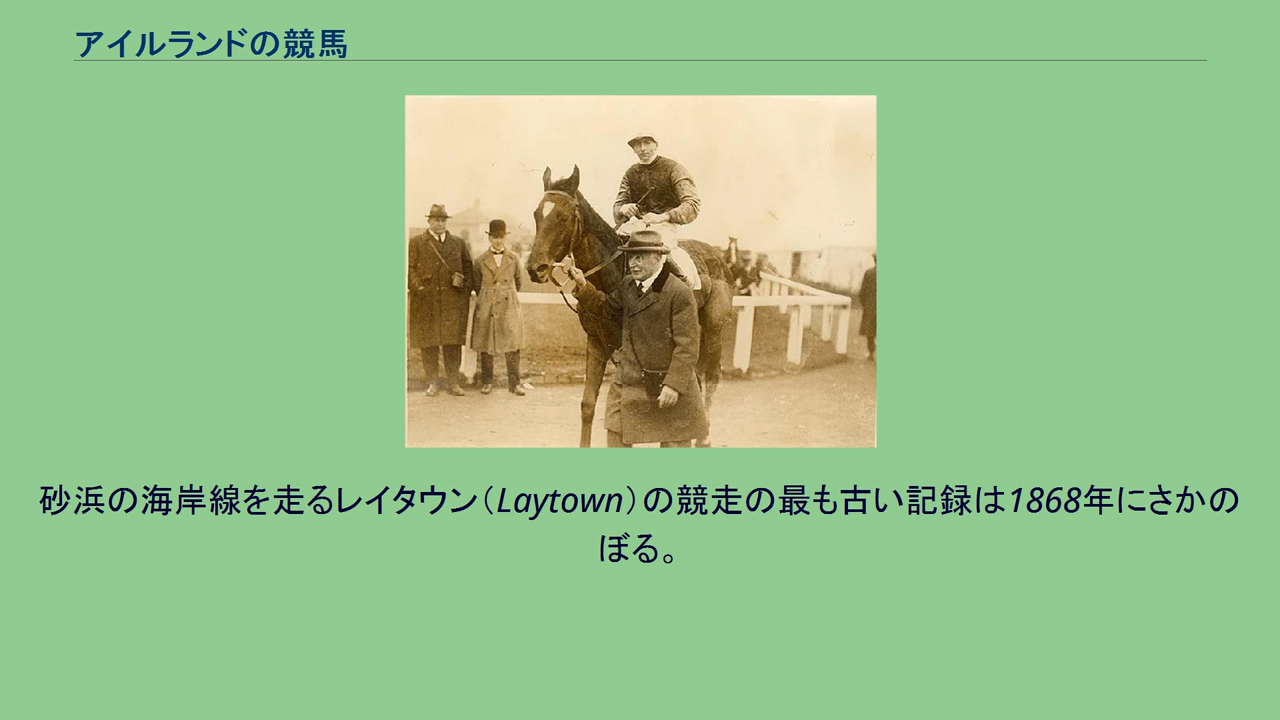 アイルランドの競馬
砂浜の海岸線を走るレイタウン（Laytown）の競走の最も古い記録は1868年にさかの
ぼる。